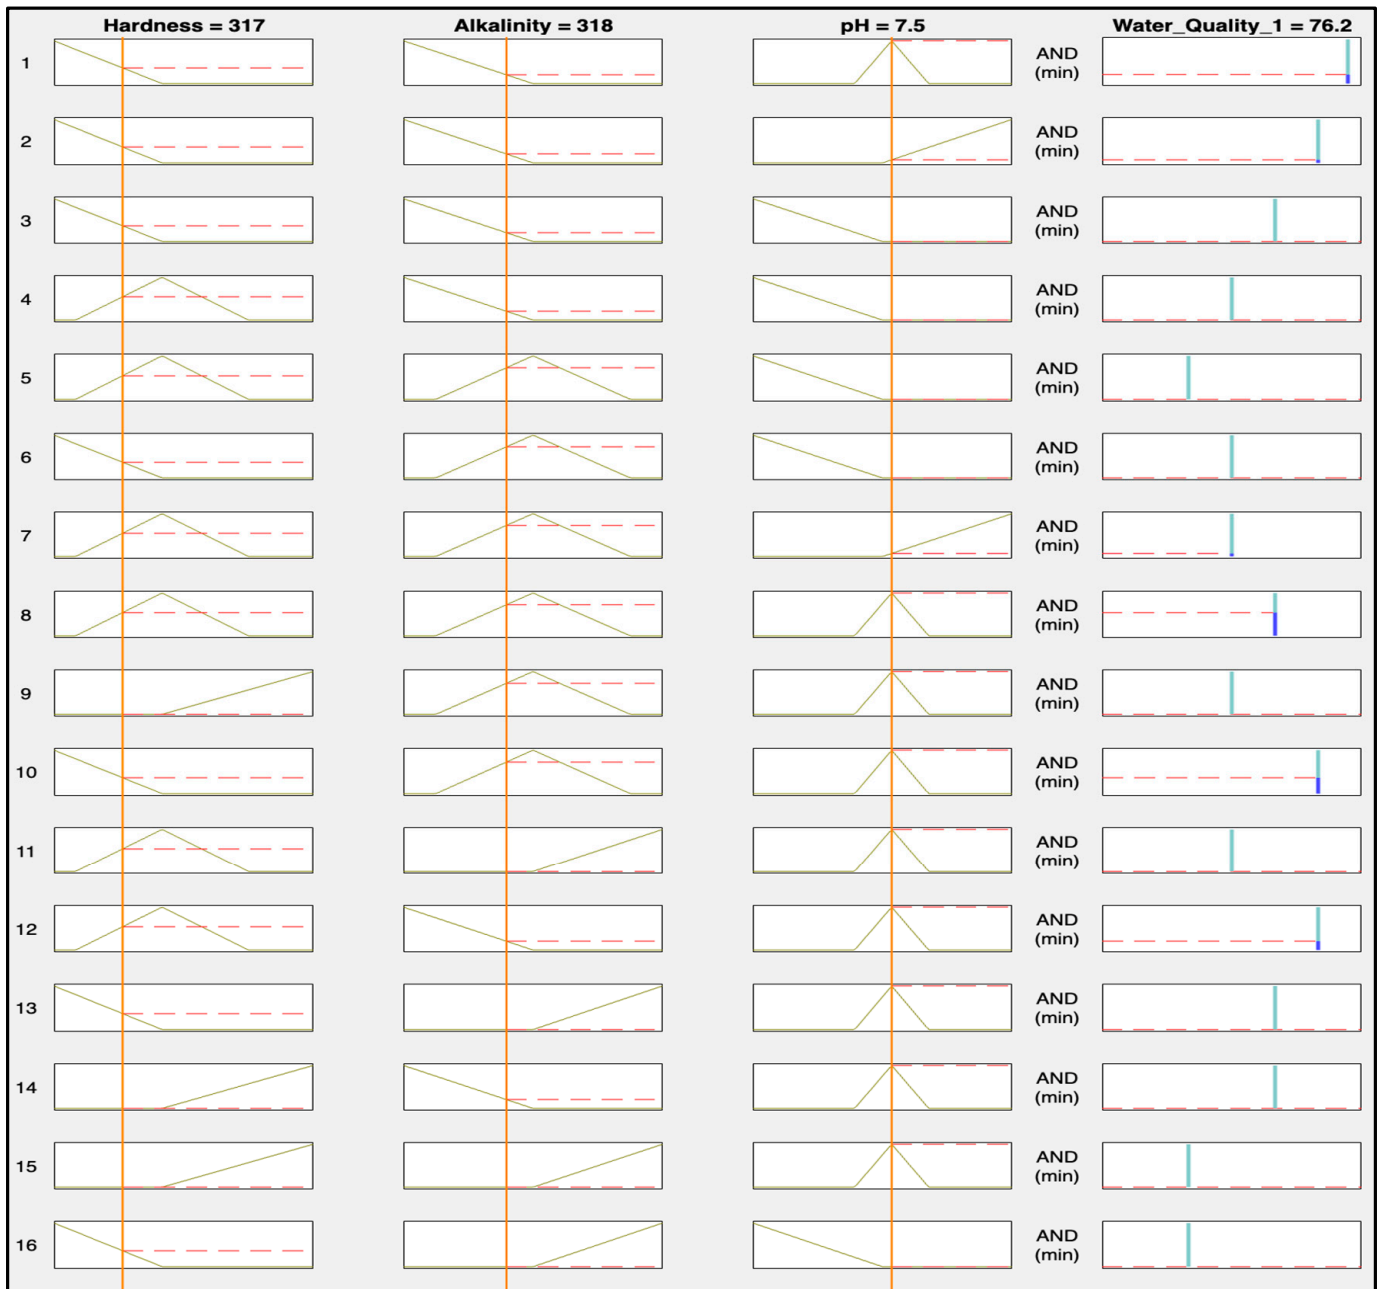 Hardness = 317 Alkalinity = 318 pH = 7.5 Water_Quality_1 = 76.2
1 AND
(min)
2 AND
(min)
3 AND
(min)
4 AND
(min)
5 AND
(min)
6 AND
(min)
7 AND
(min)
8 AND
(min)
9 AND
(min)
10 AND
(min)
11 AND
(min)
12 AND
(min)
13 AND
(min)
14 AND
(min)
15 AND
(min)
16 AND
(min)